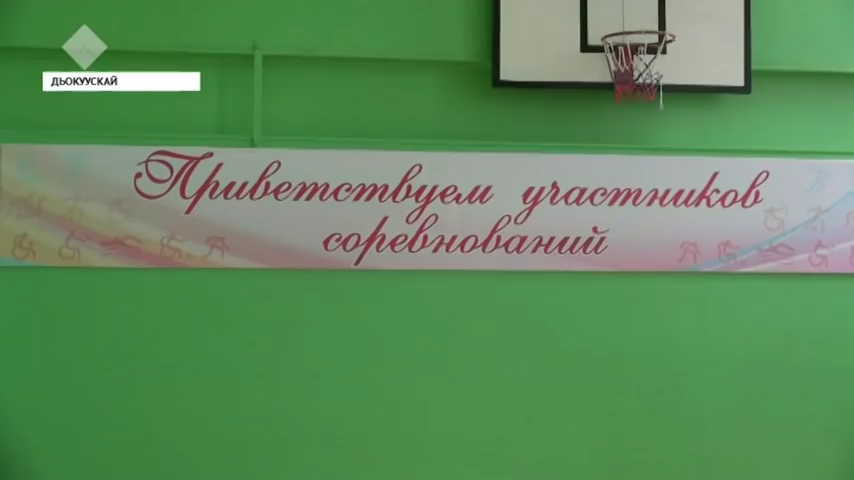 ДЬОКУУСКАЙ
Приветствуем участников
соревнований